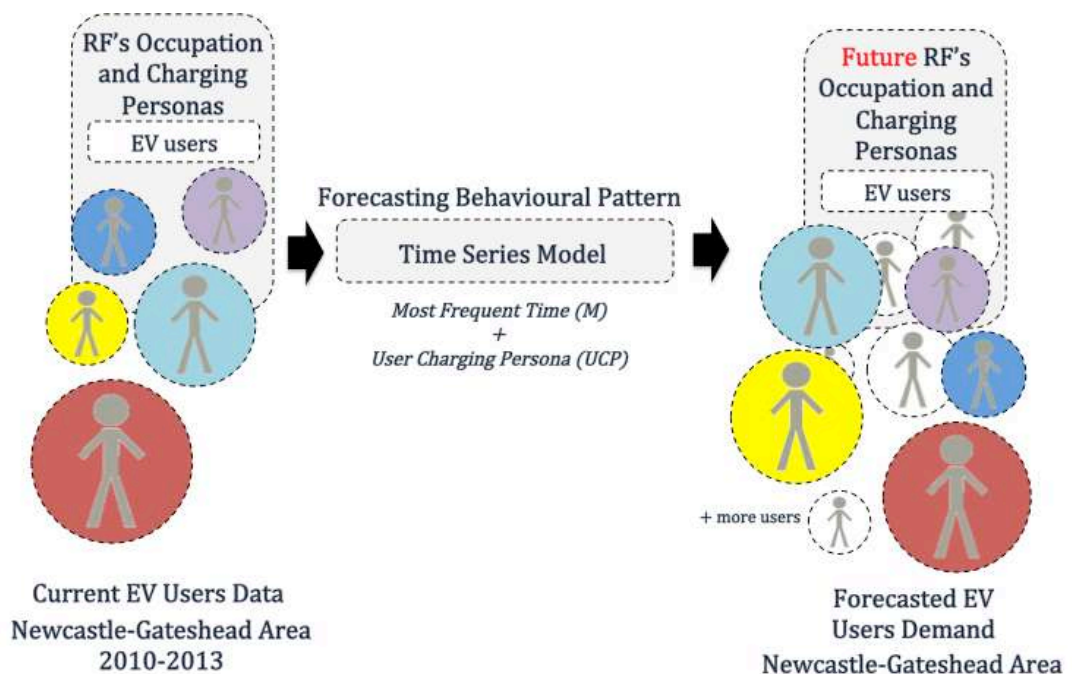 RF's Occupation
and Charging
Personas
EV users
Current EV Users Data
Newcastle-Gateshead Area
2010-2013
Forecasting Behavioural Pattern
Time Series Model
Most Frequent Time (M)
+
User Charging Persona (UCP)
Future RF's
Occupation and
Charging
Personas
EV users
+ more users
Forecasted EV
Users Demand
Newcastle-Gateshead Area